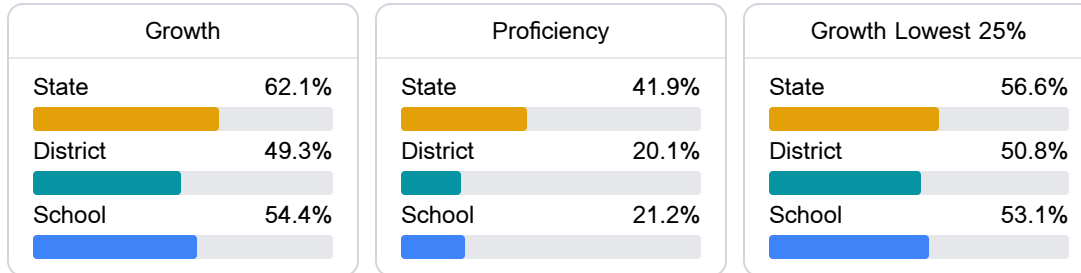 Growth
State 62.1%
District 49.3%
School 54.4%
Proficiency
State 41.9%
District 20.1%
School 21.2%
Growth Lowest 25%
State 56.6%
District 50.8%
School 53.1%